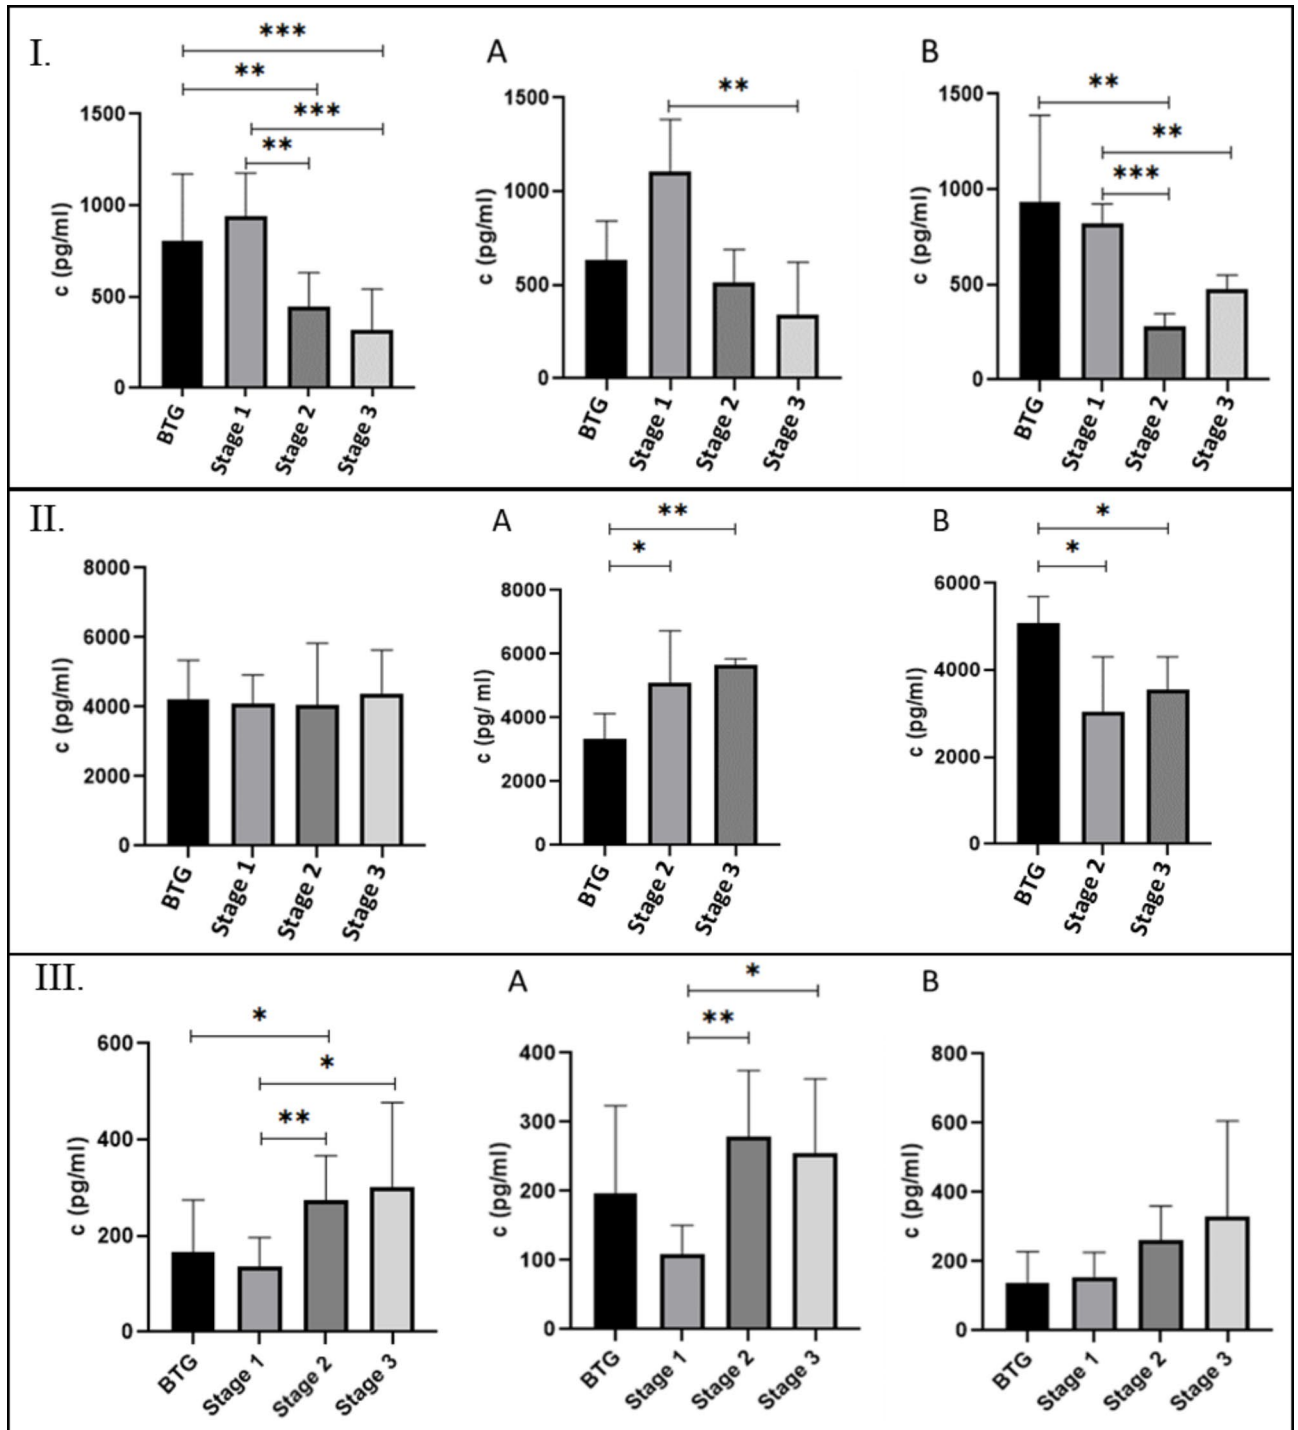 I.
***
**
***
**
1500
1000
500
0
c (pg/ml)
BTG
Stage 1
Stage 2
Stage 3
A
**
1500
1000
500
0
c (pg/ml)
BTG
Stage 1
Stage 2
Stage 3
B
**
**
***
1500
1000
500
0
c (pg/ml)
BTG
Stage 1
Stage 2
Stage 3
II.
8000
6000
4000
2000
0
c (pg/ml)
BTG
Stage 1
Stage 2
Stage 3
A
**
*
8000
6000
4000
2000
0
c (pg/ ml)
BTG
Stage 2
Stage 3
B
*
*
6000
4000
2000
0
c (pg/ml)
BTG
Stage 2
Stage 3
III.
*
*
**
600
400
200
0
c (pg/ml)
BTG
Stage 1
Stage 2
Stage 3
A
*
**
400
300
200
100
0
c (pg/ml)
BTG
Stage 1
Stage 2
Stage 3
B
800
600
400
200
0
c (pg/ml)
BTG
Stage 1
Stage 2
Stage 3